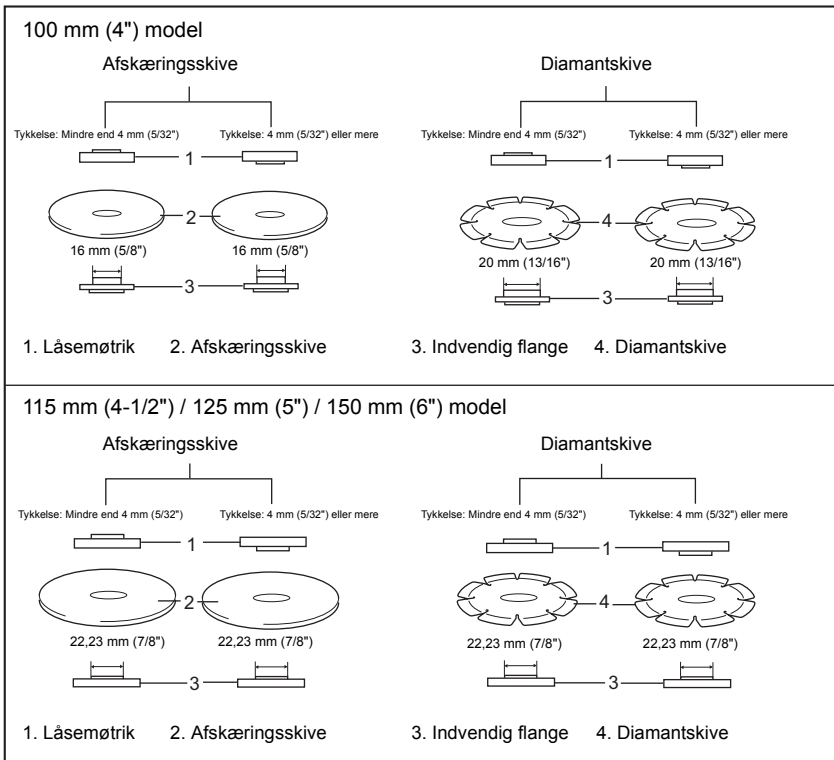 100 mm (4") model
Afskæringsskive Diamantskive
Tykkelse: Mindre end 4 mm (5/32") Tykkelse: 4 mm (5/32") eller mere Tykkelse: Mindre end 4 mm (5/32") Tykkelse: 4 mm (5/32") eller mere
1 1
2 4
16 mm (5/8") 16 mm (5/8") 20 mm (13/16") 20 mm (13/16")
3 3
1. Låsemøtrik 2. Afskæringsskive 3. Indvendig flange 4. Diamantskive
115 mm (4-1/2") / 125 mm (5") / 150 mm (6") model
Afskæringsskive Diamantskive
Tykkelse: Mindre end 4 mm (5/32") Tykkelse: 4 mm (5/32") eller mere Tykkelse: Mindre end 4 mm (5/32") Tykkelse: 4 mm (5/32") eller mere
1 1
2 4
22,23 mm (7/8") 22,23 mm (7/8") 22,23 mm (7/8") 22,23 mm (7/8")
3 3
1. Låsemøtrik 2. Afskæringsskive 3. Indvendig flange 4. Diamantskive